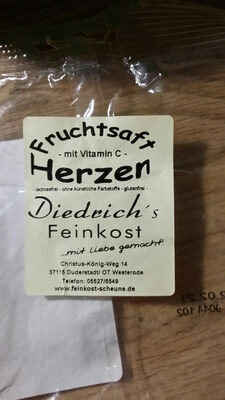 Fruchtsaft
- mit Vitamin C -
Herzen
- lactosefrei - ohne künstliche Farbstoffe - glutenfrei -
Diedrich's
Feinkost
...mit Liebe gemacht!
Christus-König-Weg 14
37115 Duderstadt/ OT Westerode
Telefon: 05527/5549
www.feinkost-scheune.de